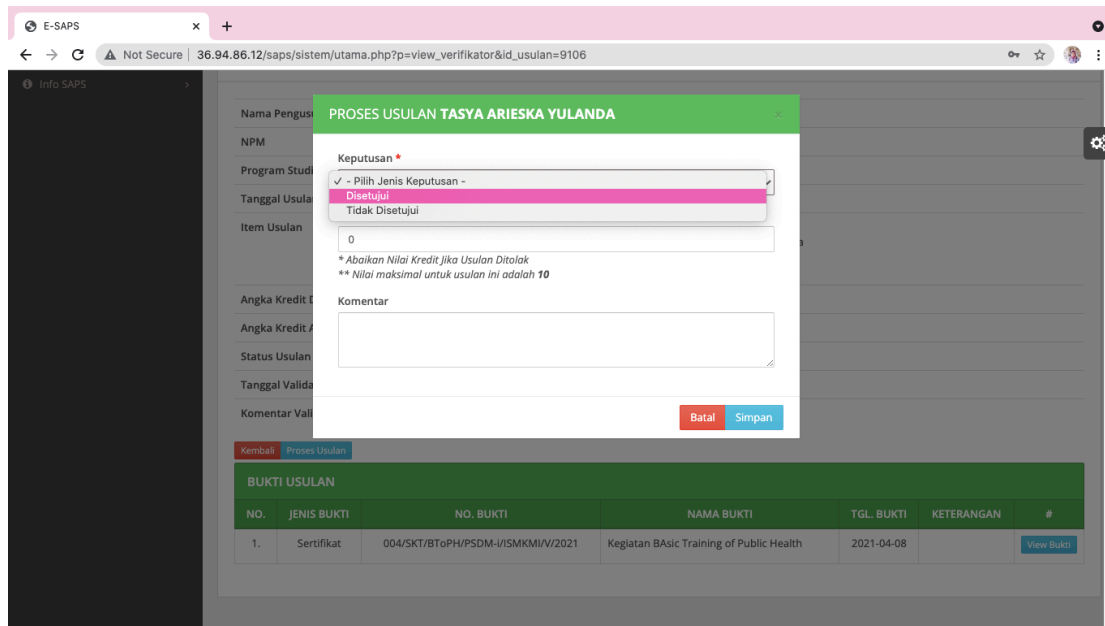 E-SAPS
Not Secure | 36.94.86.12/saps/sistem/utama.php?p=view_verifikator&id_usulan=9106
Info SAPS
PROSES USULAN TASYA ARIESKA YULANDA
Nama Pengusu
NPM
Program Studi
Tanggal Usula
Item Usulan
Keputusan *
- Pilih Jenis Keputusan -
Disetujui
Tidak Disetujui
0
* Abaikan Nilai Kredit Jika Usulan Ditolak
** Nilai maksimal untuk usulan ini adalah 10
Komentar
Angka Kredit D
Angka Kredit A
Status Usulan
Tanggal Valida
Komentar Vali
Batal Simpan
Kembali Proses Usulan
BUKTI USULAN
NO. JENIS BUKTI NO. BUKTI NAMA BUKTI TGL. BUKTI KETERANGAN #
1. Sertifikat 004/SKT/BToPH/PSDM-i/ISMKMI/V/2021 Kegiatan BAsic Training of Public Health 2021-04-08 View Bukti